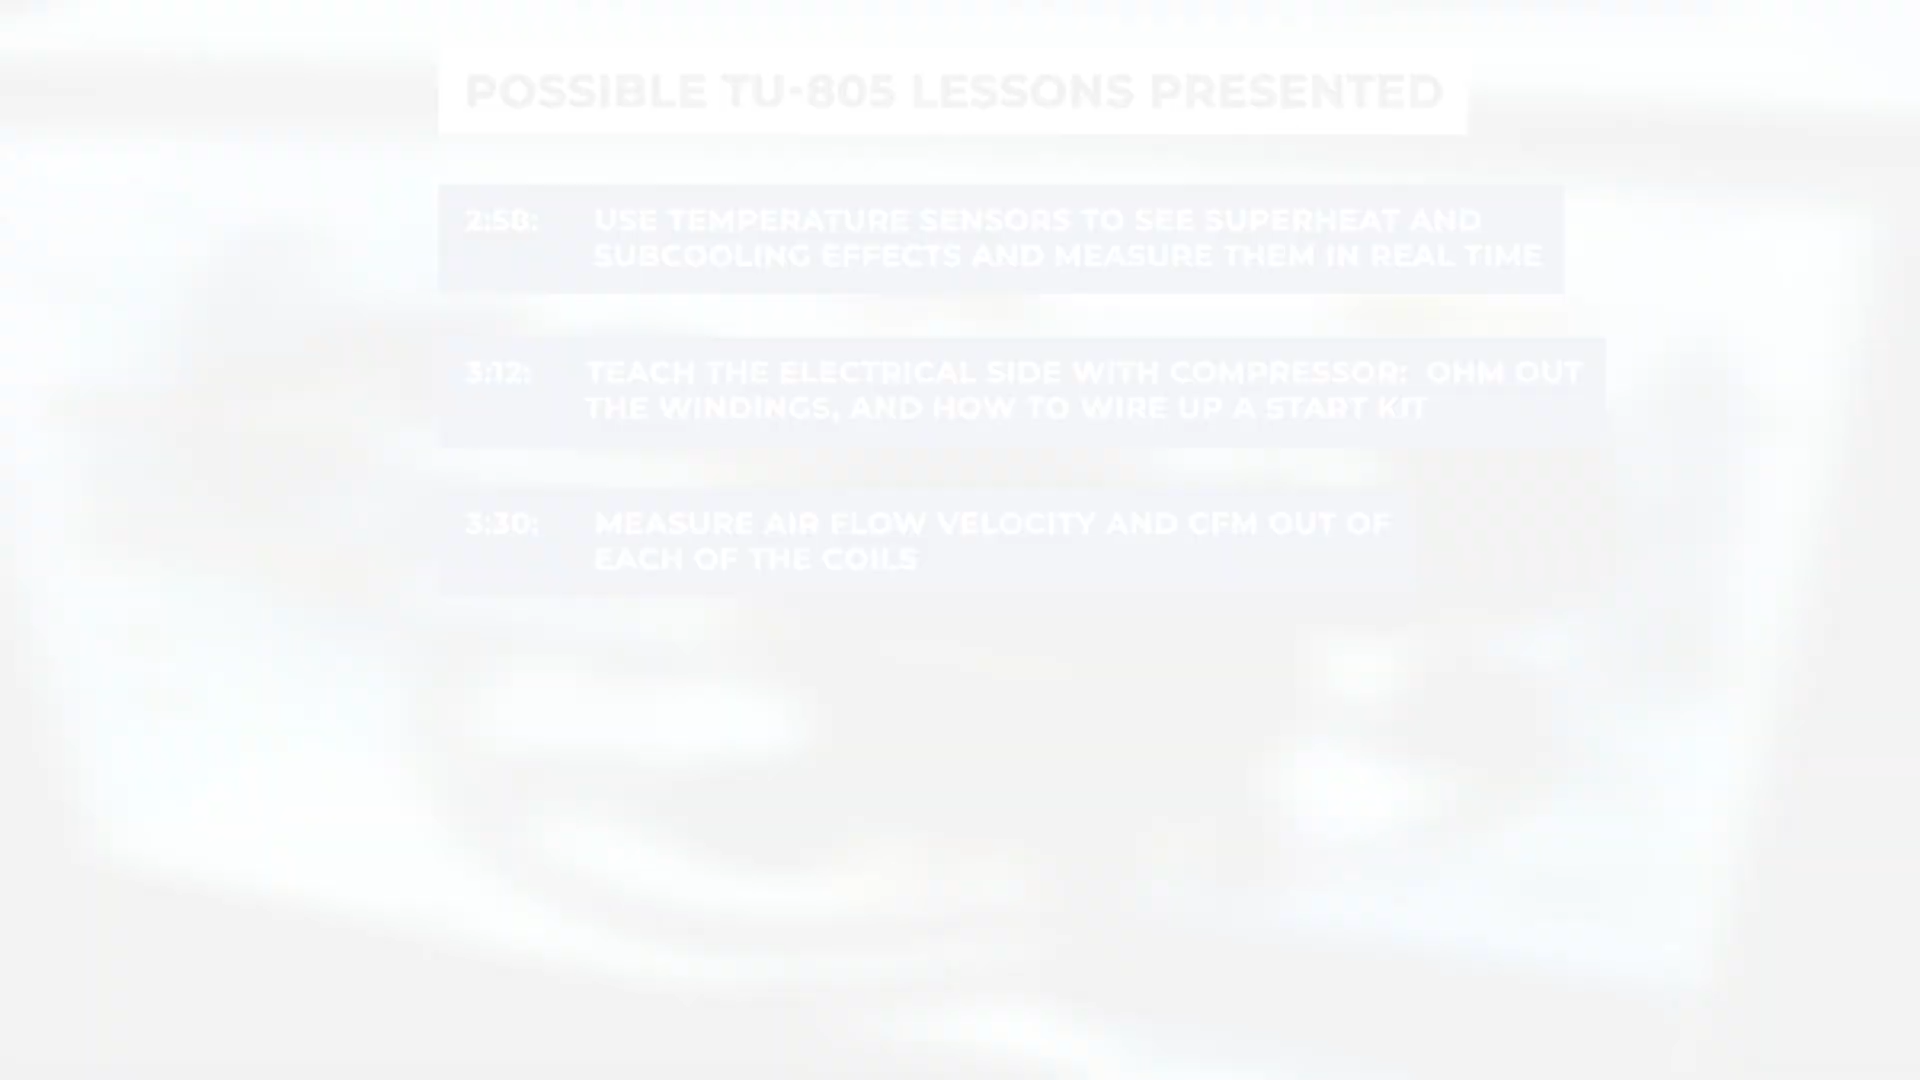 POSSIBLE TU-805 LESSONS PRESENTED
2:58: USE TEMPERATURE SENSORS TO SEE SUPERHEAT AND
SUBCOOLING EFFECTS AND MEASURE THEM IN REAL TIME
3:12: TEACH THE ELECTRICAL SIDE WITH COMPRESSOR: OHM OUT
THE WINDINGS, AND HOW TO WIRE UP A START KIT
3:30: MEASURE AIR FLOW VELOCITY AND CFM OUT OF
EACH OF THE COILS